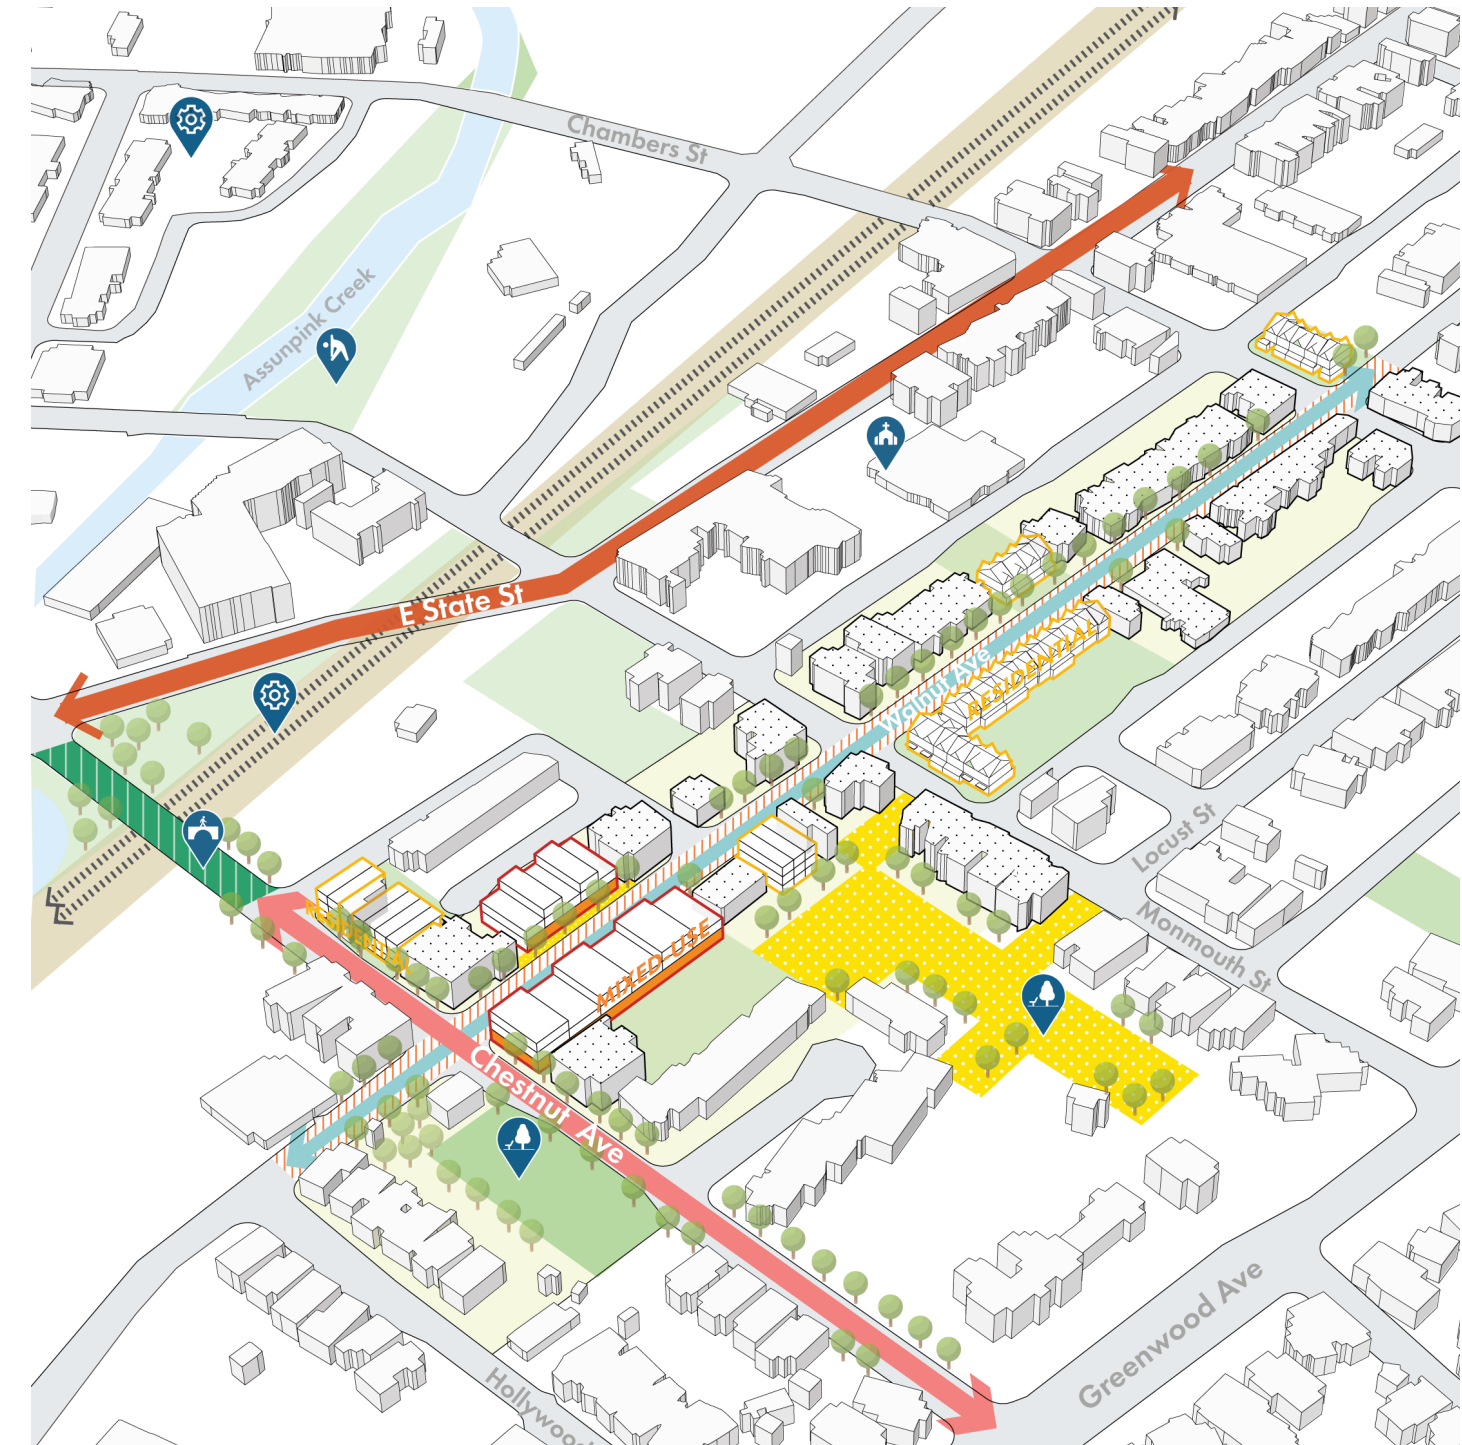 Chambers St
Assunpink Creek
E State St
Walnut Ave
RESIDENTIAL
Locust St
Monmouth St
RESIDENTIAL
MIXED-USE
Chestnut Ave
Greenwood Ave
Hollywood